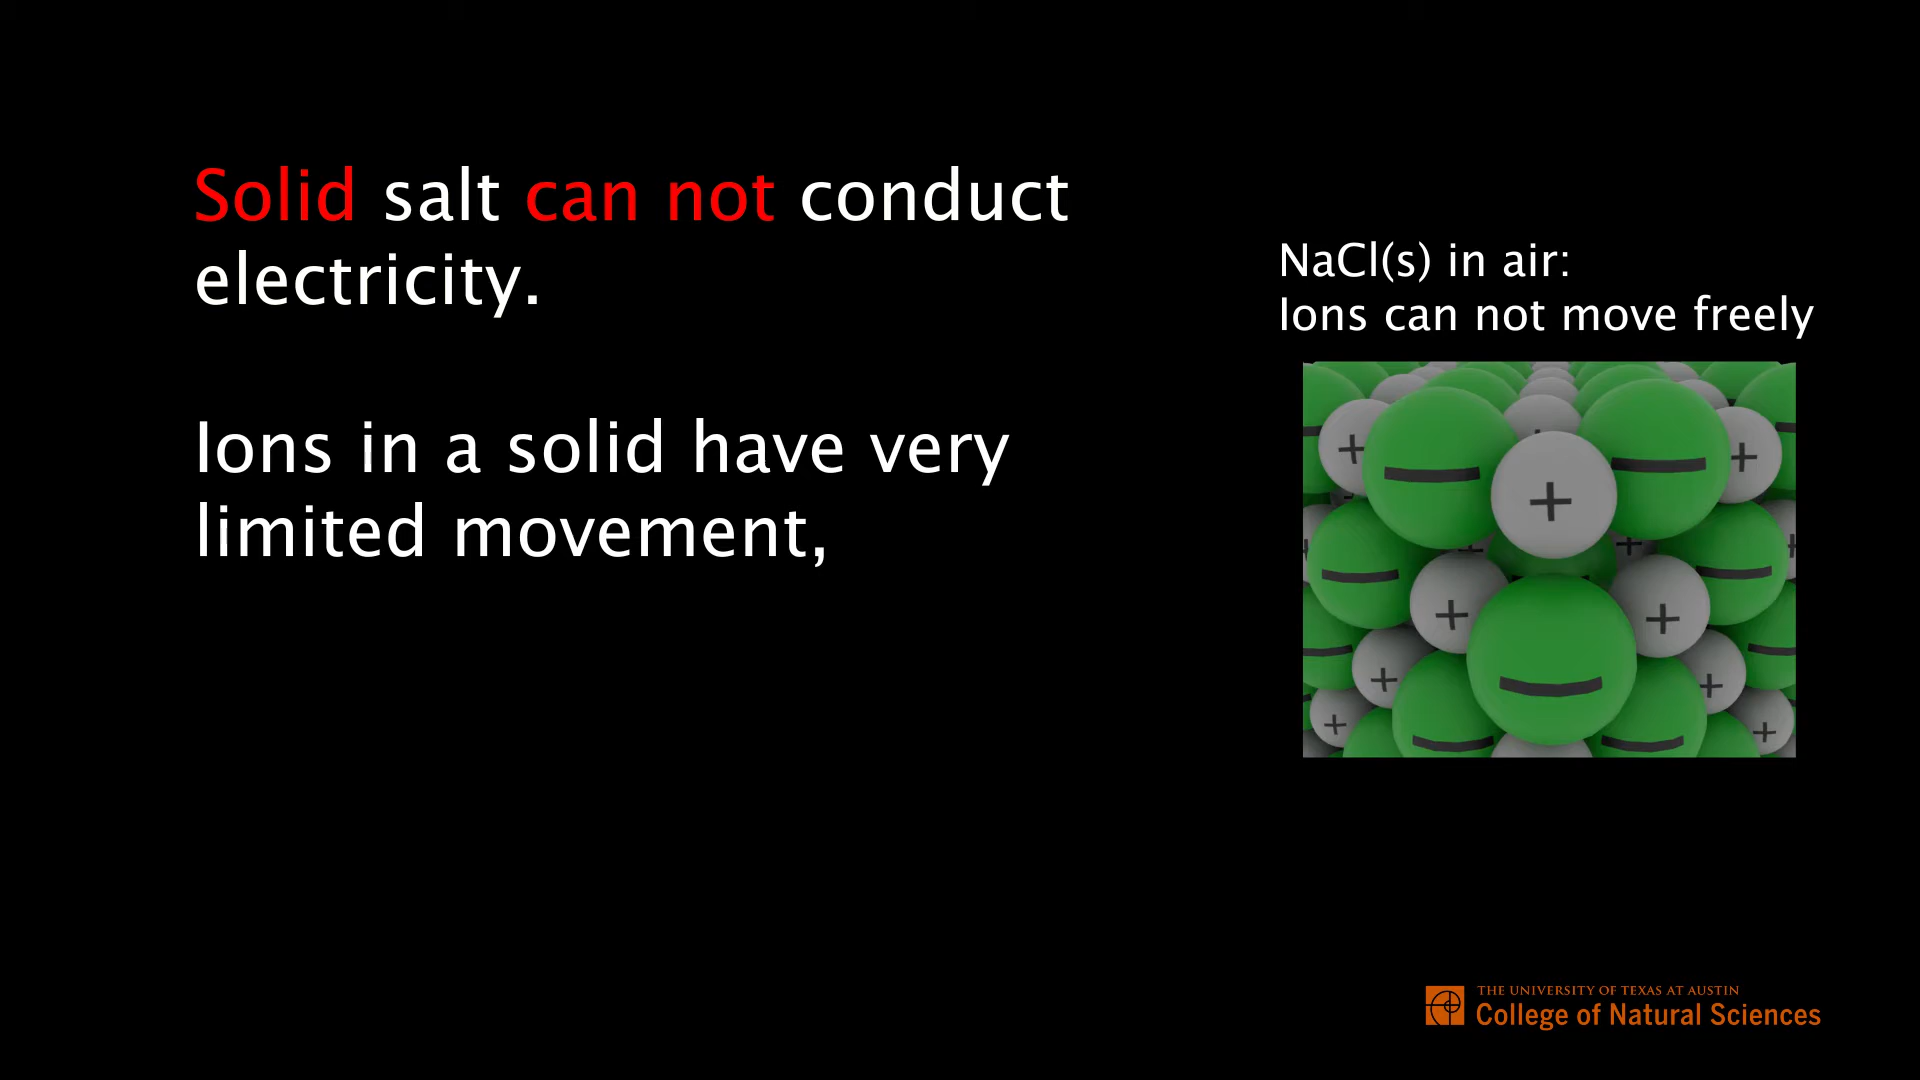 Solid salt can not conduct
electricity.
Ions in a solid have very
limited movement,
NaCl(s) in air:
Ions can not move freely
THE UNIVERSITY OF TEXAS AT AUSTIN
College of Natural Sciences